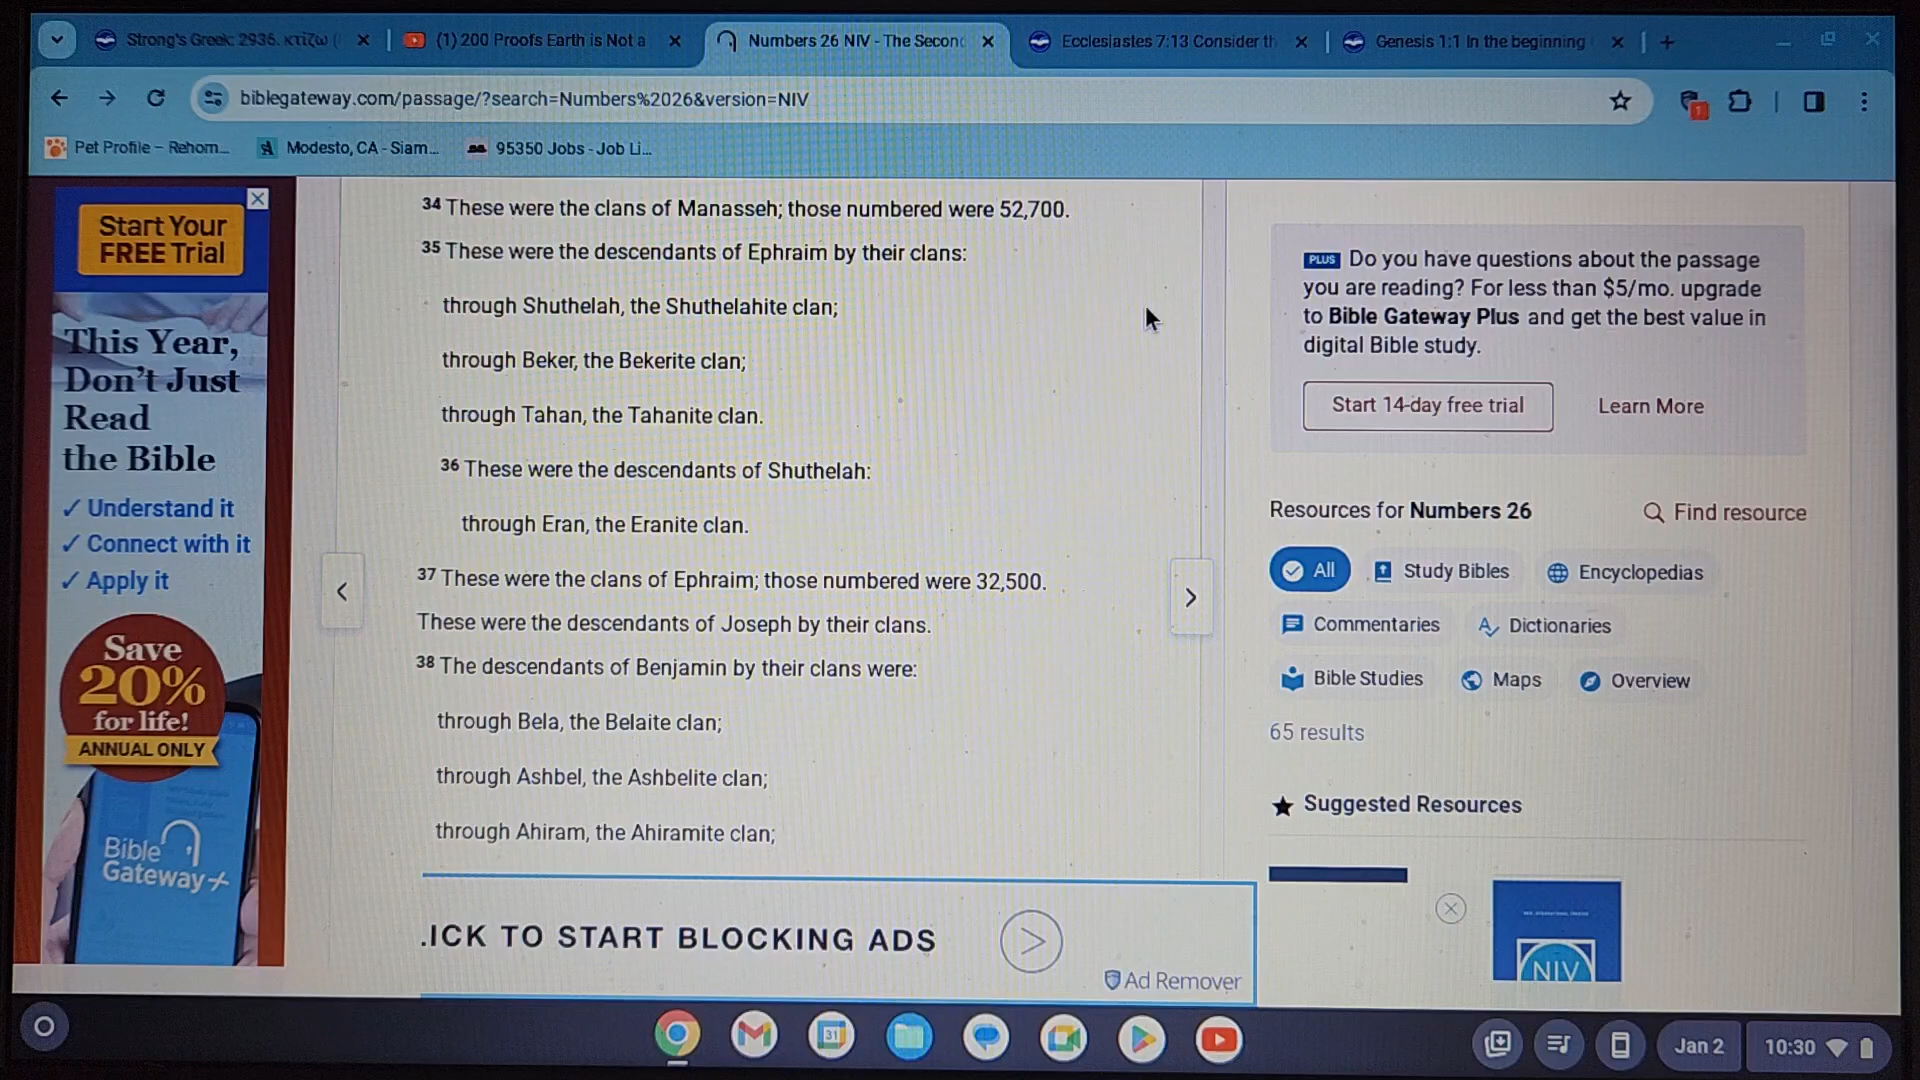 Strong's Greek: 2936. κτίζω (
(1) 200 Proofs Earth is Not a
Numbers 26 NIV - The Second
Ecclesiastes 7:13 Consider th
Genesis 1:1 In the beginning
biblegateway.com/passage/?search=Numbers%2026&version=NIV
1
Pet Profile – Rehom...
Modesto, CA - Siam...
95350 Jobs - Job Li...
Start Your
FREE Trial
This Year,
Don't Just
Read
the Bible
✓ Understand it
✓ Connect with it
✓ Apply it
Save
20%
for life!
ANNUAL ONLY
Bible
Gateway+
34 These were the clans of Manasseh; those numbered were 52,700.
35 These were the descendants of Ephraim by their clans:
through Shuthelah, the Shuthelahite clan;
through Beker, the Bekerite clan;
through Tahan, the Tahanite clan.
36 These were the descendants of Shuthelah:
through Eran, the Eranite clan.
37 These were the clans of Ephraim; those numbered were 32,500.
These were the descendants of Joseph by their clans.
38 The descendants of Benjamin by their clans were:
through Bela, the Belaite clan;
through Ashbel, the Ashbelite clan;
through Ahiram, the Ahiramite clan;
.ICK TO START BLOCKING ADS
Ad Remover
PLUS Do you have questions about the passage
you are reading? For less than $5/mo. upgrade
to Bible Gateway Plus and get the best value in
digital Bible study.
Start 14-day free trial
Learn More
Resources for Numbers 26
Find resource
All
Study Bibles
Encyclopedias
Commentaries
Dictionaries
Bible Studies
Maps
Overview
65 results
★ Suggested Resources
NIV
31
Jan 2
10:30